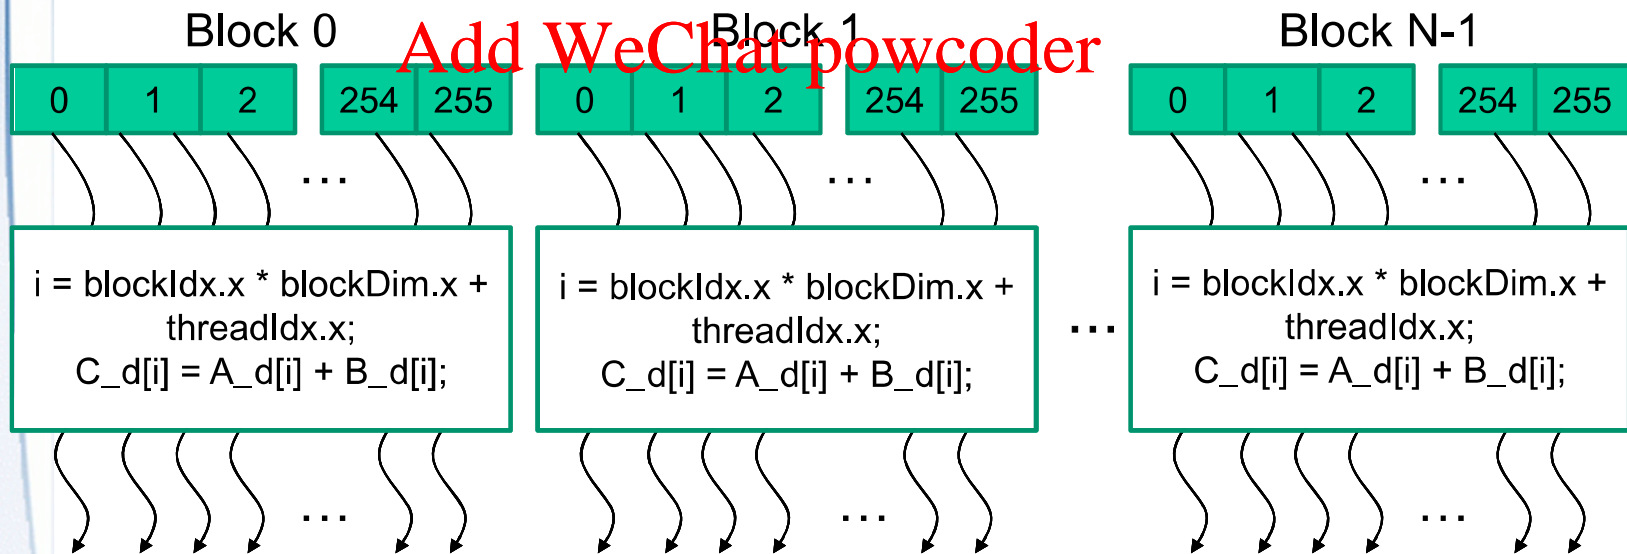 Block 0
Block 1
Block N-1
Add WeChat powcoder
0 1 2 254 255
0 1 2 254 255
0 1 2 254 255
...
...
...
i = blockIdx.x * blockDim.x +
threadIdx.x;
C_d[i] = A_d[i] + B_d[i];
i = blockIdx.x * blockDim.x +
threadIdx.x;
C_d[i] = A_d[i] + B_d[i];
...
i = blockIdx.x * blockDim.x +
threadIdx.x;
C_d[i] = A_d[i] + B_d[i];
...
...
...